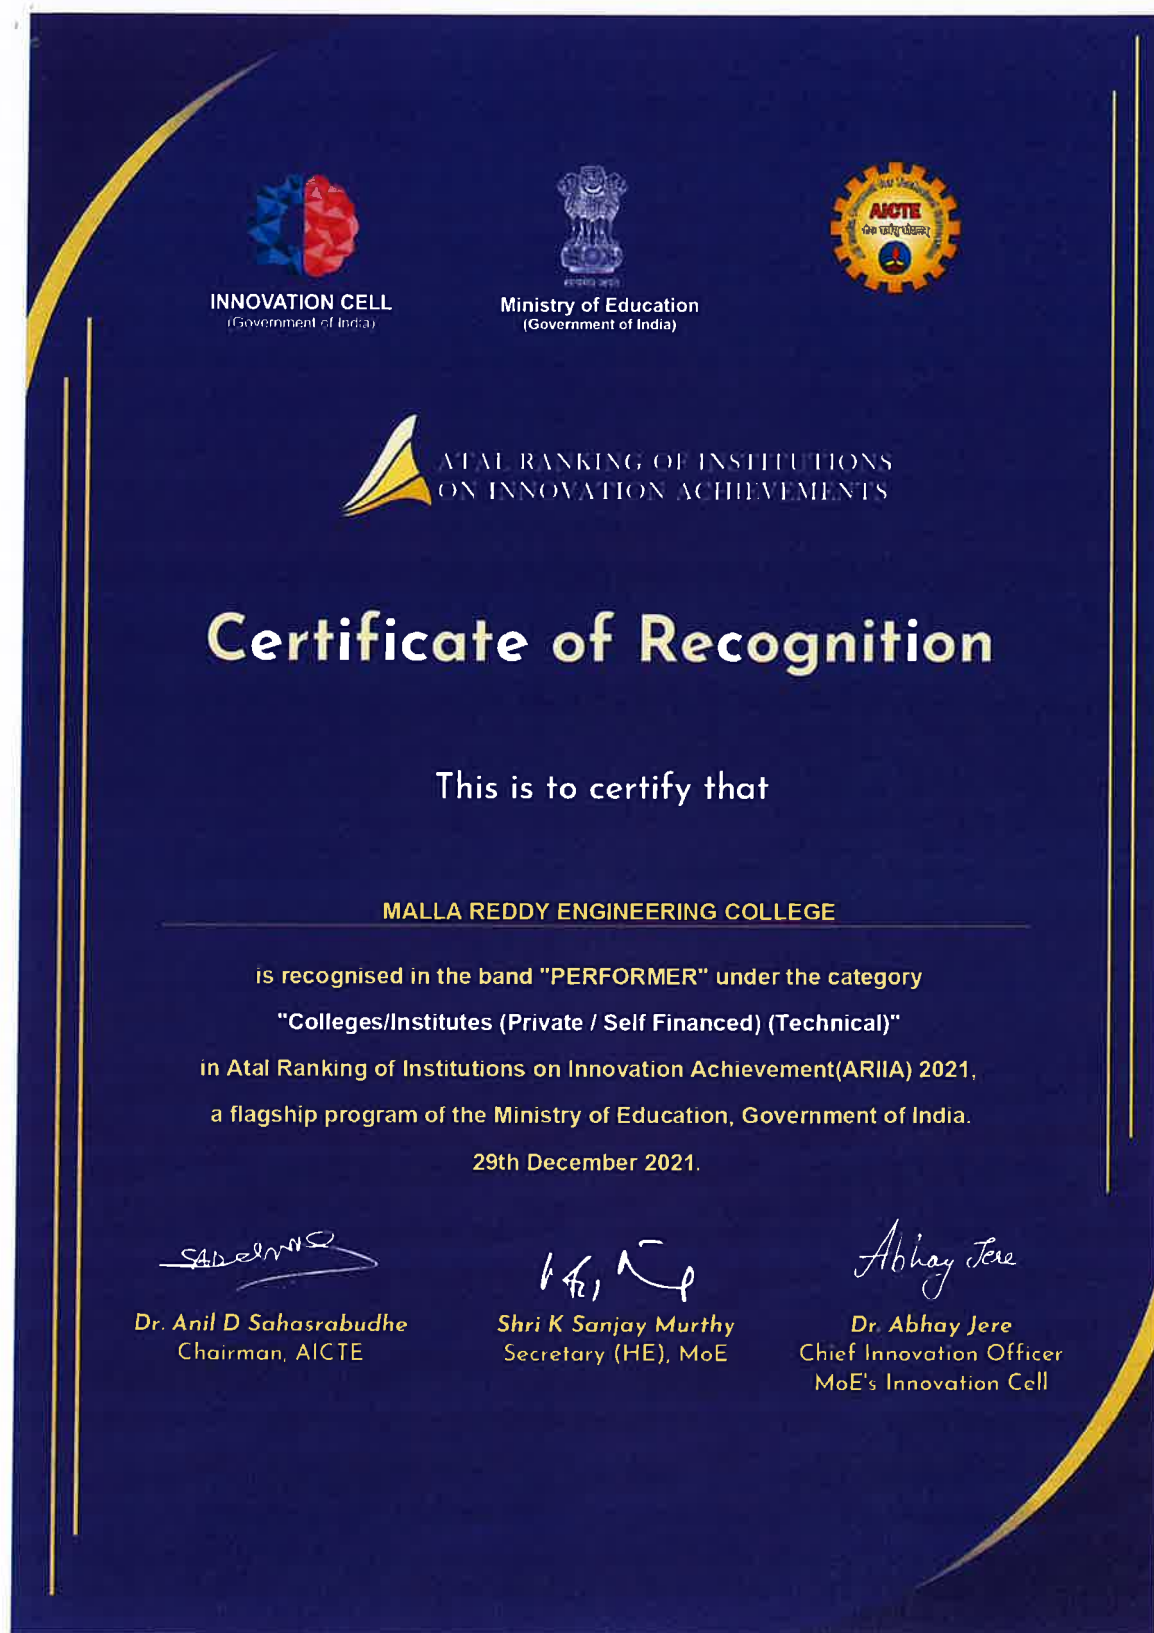 INNOVATION CELL
(Government of India)
सत्यमेव जयते
Ministry of Education
(Government of India)
AICTE
ATAL RANKING OF INSTITUTIONS
ON INNOVATION ACHIEVEMENTS
Certificate of Recognition
This is to certify that
MALLA REDDY ENGINEERING COLLEGE
is recognised in the band "PERFORMER" under the category
"Colleges/Institutes (Private / Self Financed) (Technical)"
in Atal Ranking of Institutions on Innovation Achievement(ARIIA) 2021,
a flagship program of the Ministry of Education, Government of India.
29th December 2021.
Abhay Jere
Dr. Anil D Sahasrabudhe
Chairman, AICTE
Shri K Sanjay Murthy
Secretary (HE), MoE
Dr. Abhay Jere
Chief Innovation Officer
MoE's Innovation Cell